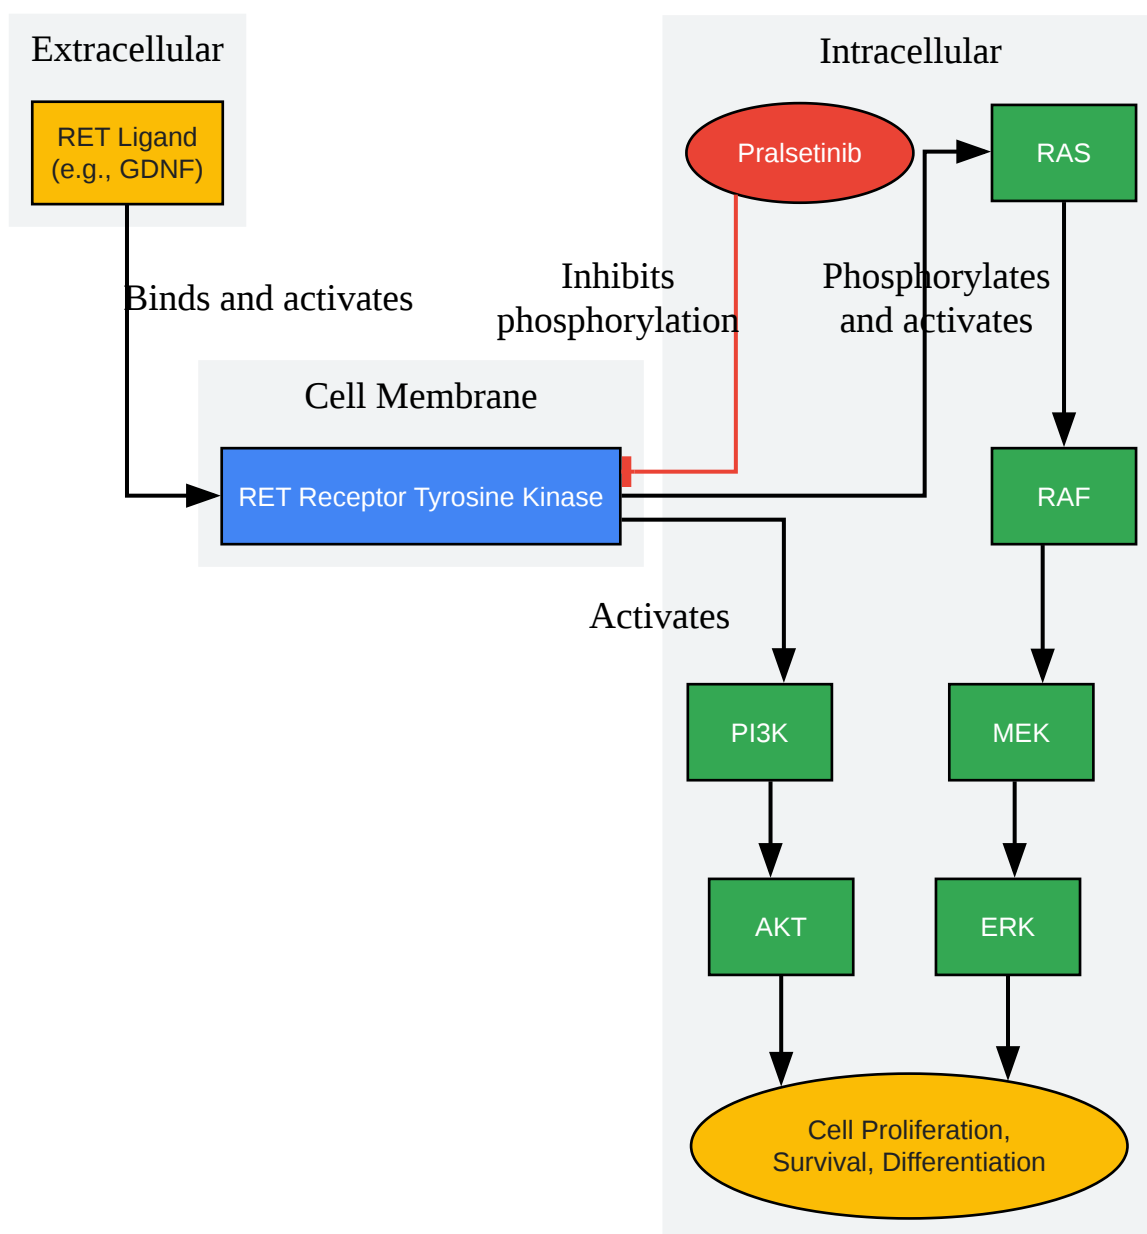 Extracellular
RET Ligand
(e.g., GDNF)
Intracellular
Pralsetinib
RAS
Binds and activates
Inhibits
phosphorylation
Phosphorylates
and activates
Cell Membrane
RET Receptor Tyrosine Kinase
RAF
Activates
PI3K
MEK
AKT
ERK
Cell Proliferation,
Survival, Differentiation